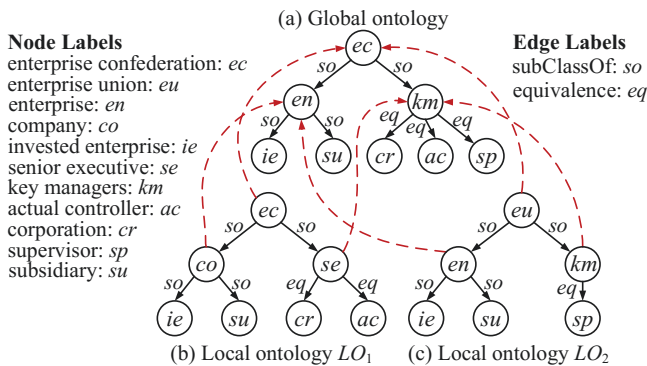 (a) Global ontology
Node Labels
enterprise confederation: ec
enterprise union: eu
enterprise: en
company: co
invested enterprise: ie
senior executive: se
key managers: km
actual controller: ac
corporation: cr
supervisor: sp
subsidiary: su
Edge Labels
subClassOf: so
equivalence: eq
ec
so so
en km
so so eq eq eq
ie su cr ac sp
ec
so so
co se
so so eq eq
ie su cr ac
eu
so so
en km
so so eq
ie su sp
(b) Local ontology LO1
(c) Local ontology LO2